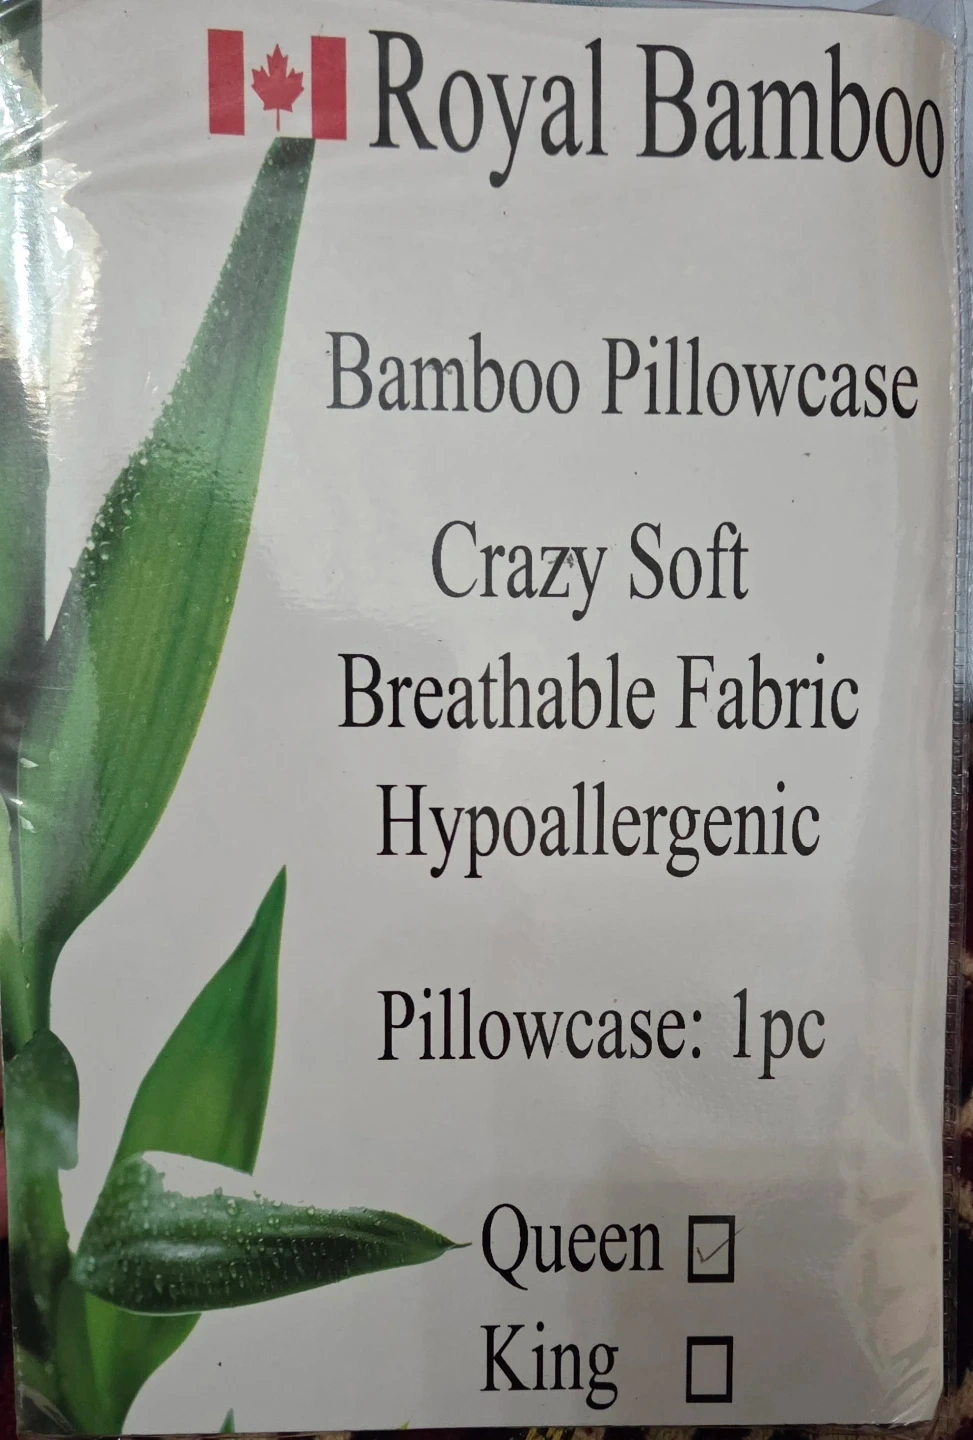 Royal Bamboo
Bamboo Pillowcase
Crazy Soft
Breathable Fabric
Hypoallergenic
Pillowcase: 1pc
Queen ☑
King ☐